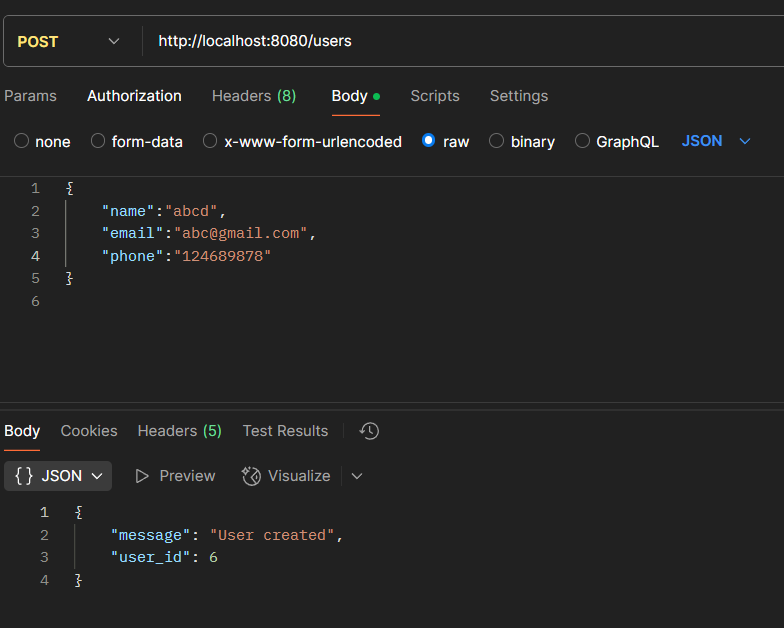 POST http://localhost:8080/users
Params Authorization Headers (8) Body Scripts Settings
none form-data x-www-form-urlencoded raw binary GraphQL JSON
1 {
2 "name":"abcd",
3 "email":"abc@gmail.com",
4 "phone":"124689878"
5 }
6
Body Cookies Headers (5) Test Results
{} JSON Preview Visualize
1 {
2 "message": "User created",
3 "user_id": 6
4 }